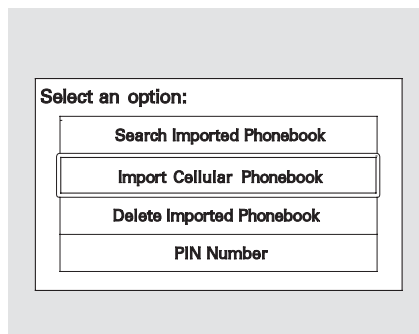 Select an option:
Search Imported Phonebook
Import Cellular Phonebook
Delete Imported Phonebook
PIN Number